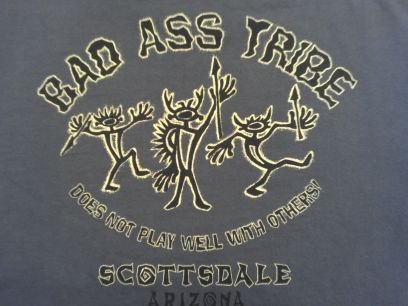 BAD ASS TRIBE
DOES NOT PLAY WELL WITH OTHERS!
SCOTTSDALE
ARIZONA